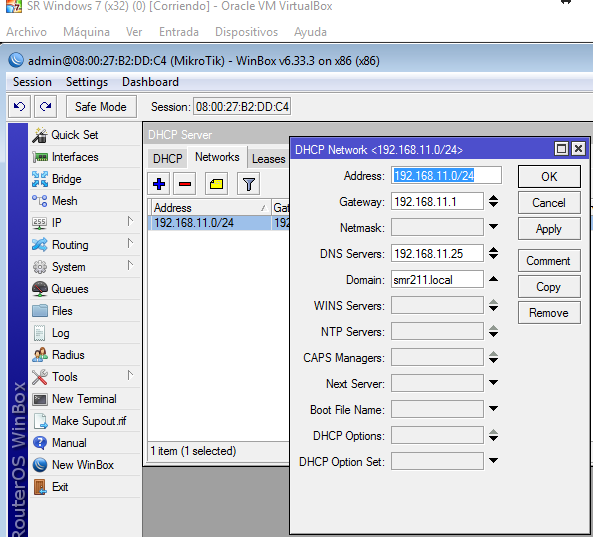 SR Windows 7 (x32) (0) [Corriendo] - Oracle VM VirtualBox
Archivo Máquina Ver Entrada Dispositivos Ayuda
admin@08:00:27:B2:DD:C4 (MikroTik) - WinBox v6.33.3 on x86 (x86)
Session Settings Dashboard
Safe Mode Session: 08:00:27:B2:DD:C4
RouterOS WinBox
Quick Set
Interfaces
Bridge
Mesh
IP
Routing
System
Queues
Files
Log
Radius
Tools
New Terminal
Make Supout.rif
Manual
New WinBox
Exit
DHCP Server
DHCP Networks Leases
Address
192.168.11.0/24
1 item (1 selected)
DHCP Network <192.168.11.0/24>
Address: 192.168.11.0/24
Gateway: 192.168.11.1
Netmask:
DNS Servers: 192.168.11.25
Domain: smr211.local
WINS Servers:
NTP Servers:
CAPS Managers:
Next Server:
Boot File Name:
DHCP Options:
DHCP Option Set:
OK
Cancel
Apply
Comment
Copy
Remove